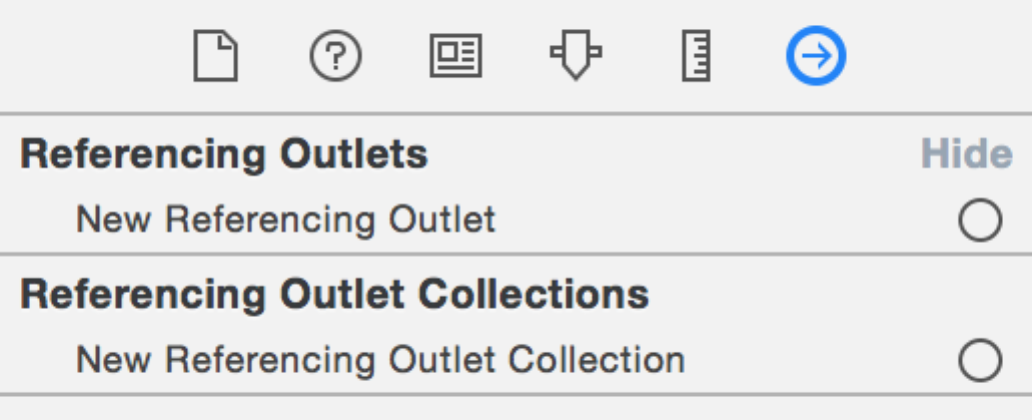 Referencing Outlets Hide
New Referencing Outlet
Referencing Outlet Collections
New Referencing Outlet Collection